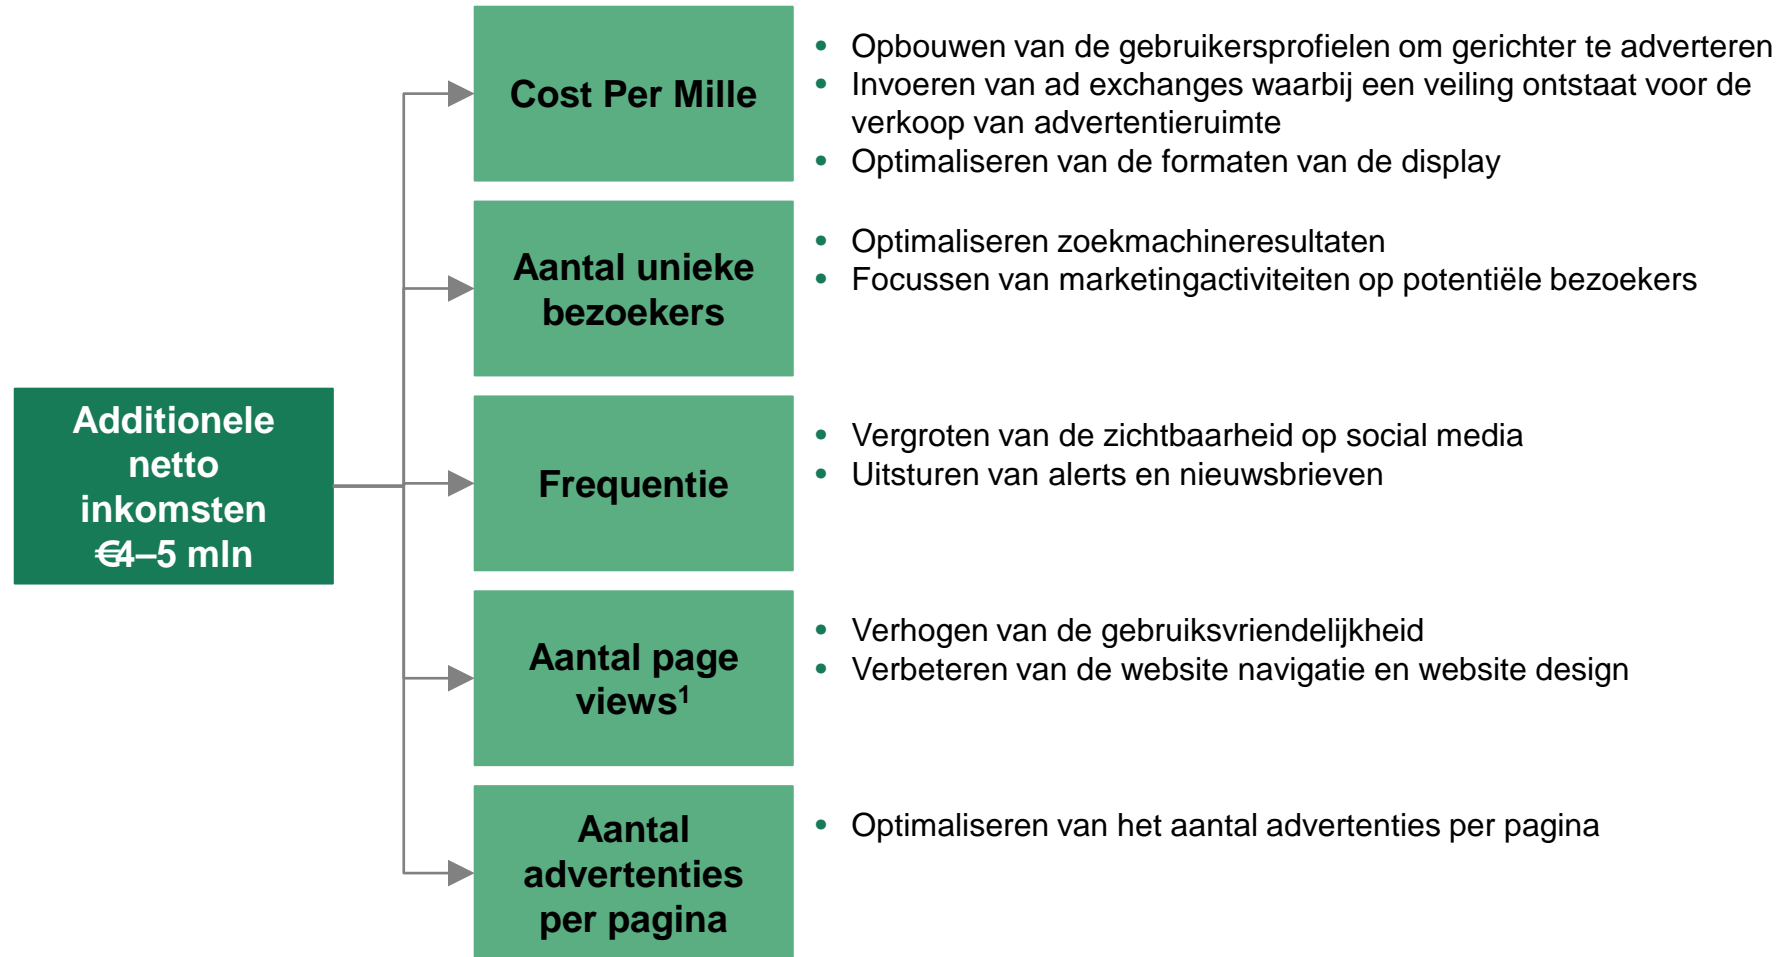 Cost Per Mille
• Opbouwen van de gebruikersprofielen om gerichter te adverteren
• Invoeren van ad exchanges waarbij een veiling ontstaat voor de
verkoop van advertentieruimte
• Optimaliseren van de formaten van de display
Aantal unieke
bezoekers
• Optimaliseren zoekmachineresultaten
• Focussen van marketingactiviteiten op potentiële bezoekers
Additionele
netto
inkomsten
€4–5 mln
Frequentie
• Vergroten van de zichtbaarheid op social media
• Uitsturen van alerts en nieuwsbrieven
Aantal page
views¹
• Verhogen van de gebruiksvriendelijkheid
• Verbeteren van de website navigatie en website design
Aantal
advertenties
per pagina
• Optimaliseren van het aantal advertenties per pagina